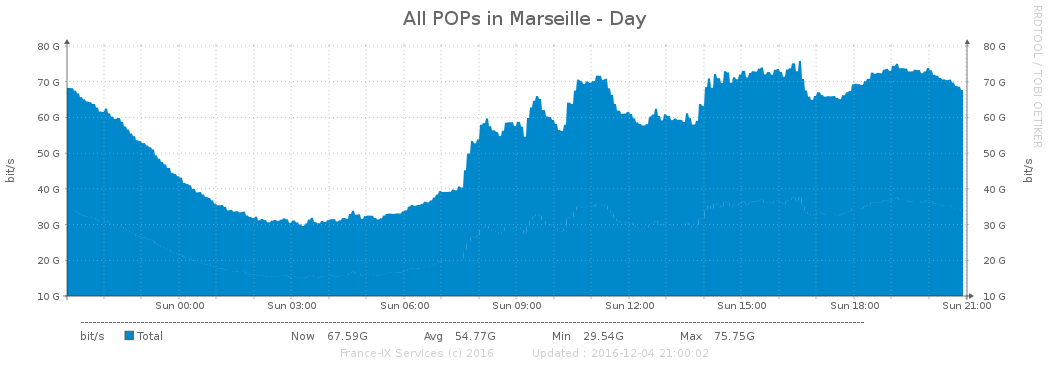 All POPs in Marseille - Day
RRDTOOL / TOBI OETIKER
bit/s
80 G
70 G
60 G
50 G
40 G
30 G
20 G
10 G
80 G
70 G
60 G
50 G
40 G
30 G
20 G
10 G
bit/s
Sun 00:00 Sun 03:00 Sun 06:00 Sun 09:00 Sun 12:00 Sun 15:00 Sun 18:00 Sun 21:00
bit/s Total Now 67.59G Avg 54.77G Min 29.54G Max 75.75G
France-IX Services (c) 2016 Updated : 2016-12-04 21:00:02